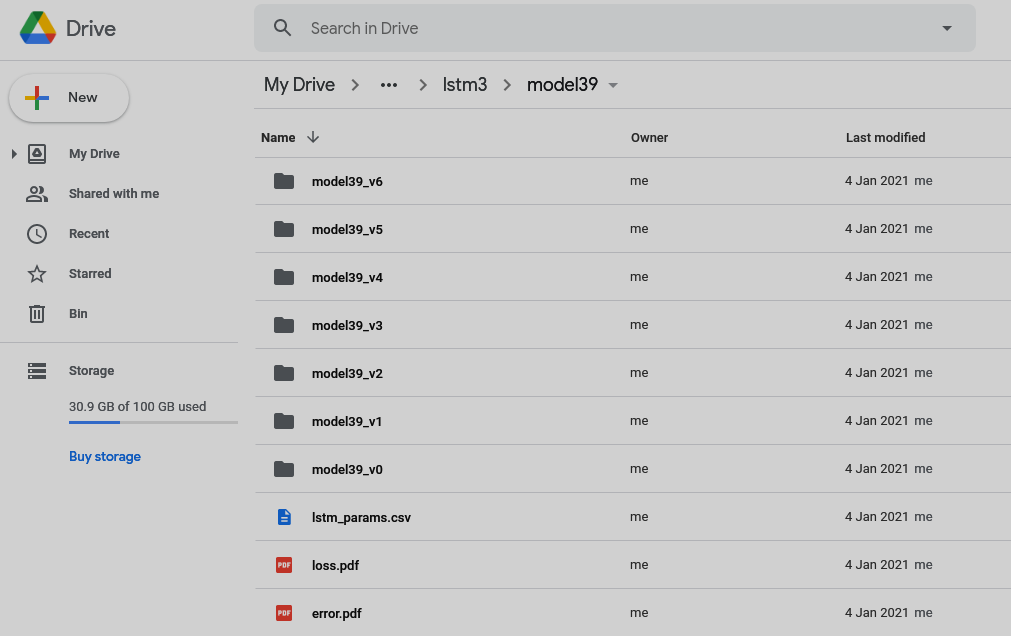 Drive
Search in Drive
My Drive > ••• > lstm3 > model39
New
Name Owner Last modified
My Drive
Shared with me
Recent
Starred
Bin
Storage
30.9 GB of 100 GB used
Buy storage
model39_v6 me 4 Jan 2021 me
model39_v5 me 4 Jan 2021 me
model39_v4 me 4 Jan 2021 me
model39_v3 me 4 Jan 2021 me
model39_v2 me 4 Jan 2021 me
model39_v1 me 4 Jan 2021 me
model39_v0 me 4 Jan 2021 me
lstm_params.csv me 4 Jan 2021 me
PDF loss.pdf me 4 Jan 2021 me
PDF error.pdf me 4 Jan 2021 me